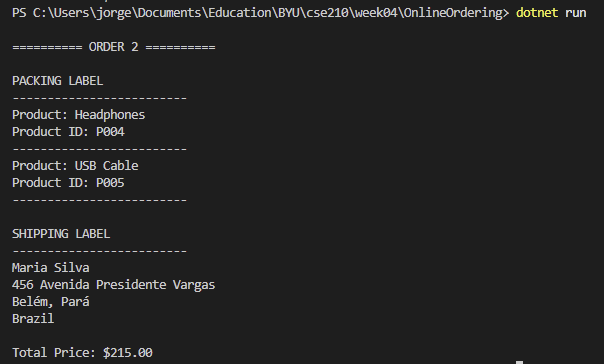 PS C:\Users\jorge\Documents\Education\BYU\cse210\week04\OnlineOrdering> dotnet run
========== ORDER 2 ==========
PACKING LABEL
-------------------------
Product: Headphones
Product ID: P004
-------------------------
Product: USB Cable
Product ID: P005
-------------------------
SHIPPING LABEL
-------------------------
Maria Silva
456 Avenida Presidente Vargas
Belém, Pará
Brazil
Total Price: $215.00